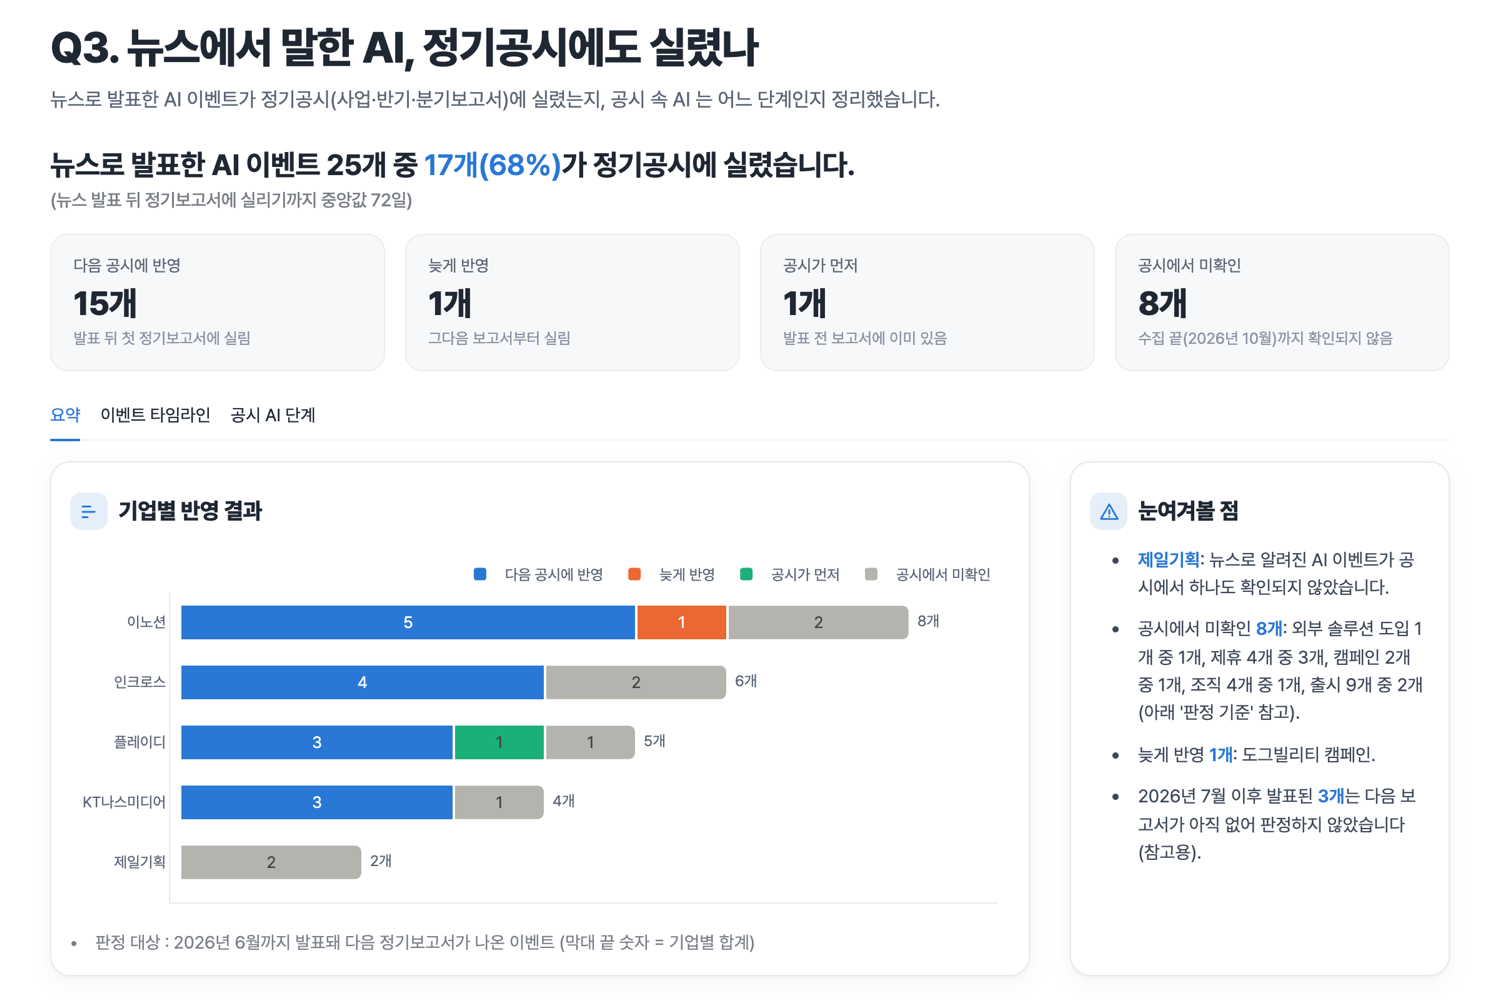 Q3. 뉴스에서 말한 AI, 정기공시에도 실렸나
뉴스로 발표한 AI 이벤트가 정기공시(사업·반기·분기보고서)에 실렸는지, 공시 속 AI 는 어느 단계인지 정리했습니다.
뉴스로 발표한 AI 이벤트 25개 중 17개(68%)가 정기공시에 실렸습니다.
(뉴스 발표 뒤 정기보고서에 실리기까지 중앙값 72일)
다음 공시에 반영
15개
발표 뒤 첫 정기보고서에 실림
늦게 반영
1개
그다음 보고서부터 실림
공시가 먼저
1개
발표 전 보고서에 이미 있음
공시에서 미확인
8개
수집 끝(2026년 10월)까지 확인되지 않음
요약 이벤트 타임라인 공시 AI 단계
기업별 반영 결과
다음 공시에 반영 늦게 반영 공시가 먼저 공시에서 미확인
이노션 5 1 2 8개
인크로스 4 2 6개
플레이디 3 1 1 5개
KT나스미디어 3 1 4개
제일기획 2 2개
• 판정 대상 : 2026년 6월까지 발표돼 다음 정기보고서가 나온 이벤트 (막대 끝 숫자 = 기업별 합계)
눈여겨볼 점
• 제일기획: 뉴스로 알려진 AI 이벤트가 공
시에서 하나도 확인되지 않았습니다.
• 공시에서 미확인 8개: 외부 솔루션 도입 1
개 중 1개, 제휴 4개 중 3개, 캠페인 2개
중 1개, 조직 4개 중 1개, 출시 9개 중 2개
(아래 '판정 기준' 참고).
• 늦게 반영 1개: 도그빌리티 캠페인.
• 2026년 7월 이후 발표된 3개는 다음 보
고서가 아직 없어 판정하지 않았습니다
(참고용).